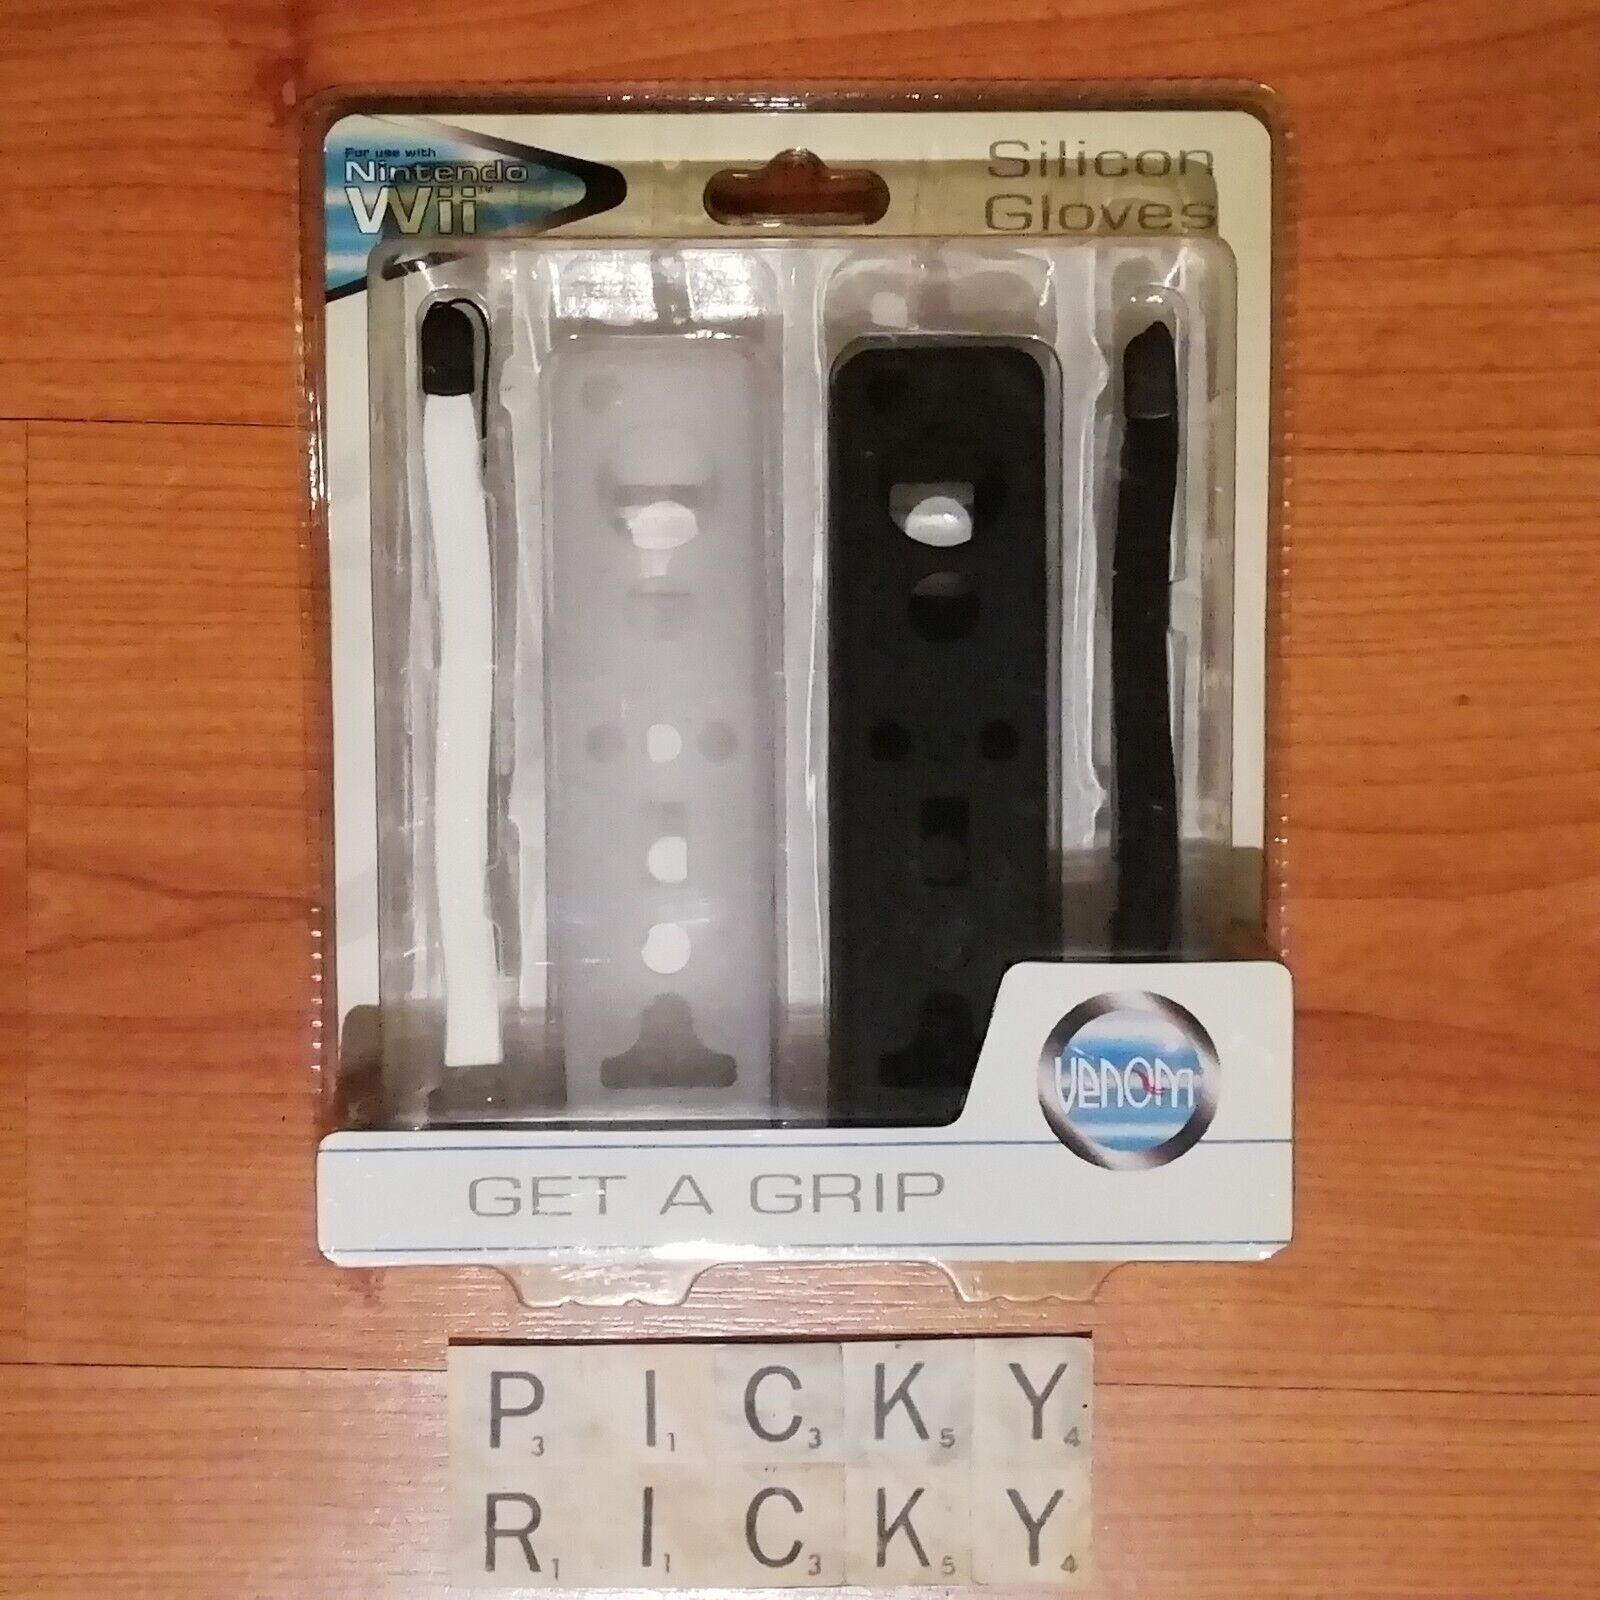 For use with
Nintendo
Wii™
Silicon
Gloves
VENOM
GET A GRIP
P3 I1 C3 K5 Y4
R1 I1 C3 K5 Y4